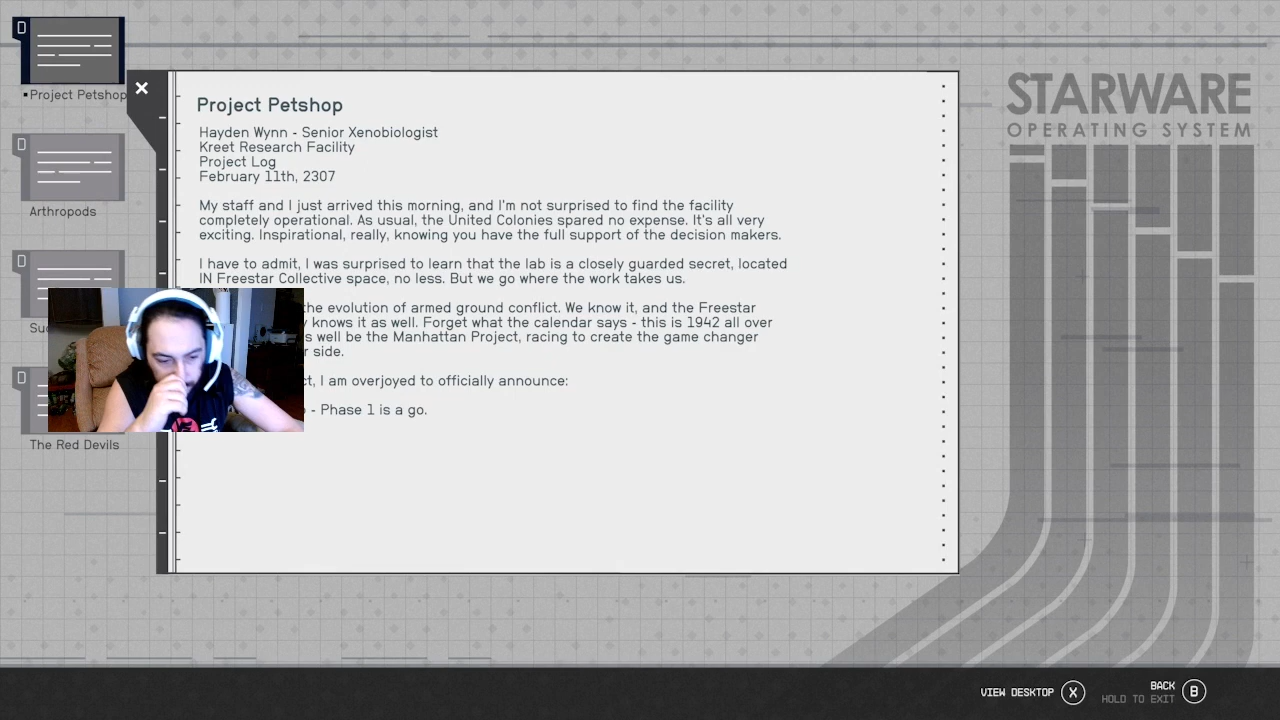 Project Petshop
Arthropods
The Red Devils
Project Petshop
Hayden Wynn - Senior Xenobiologist
Kreet Research Facility
Project Log
February 11th, 2307
My staff and I just arrived this morning, and I'm not surprised to find the facility
completely operational. As usual, the United Colonies spared no expense. It's all very
exciting. Inspirational, really, knowing you have the full support of the decision makers.
I have to admit, I was surprised to learn that the lab is a closely guarded secret, located
IN Freestar Collective space, no less. But we go where the work takes us.
the evolution of armed ground conflict. We know it, and the Freestar
knows it as well. Forget what the calendar says - this is 1942 all over
well be the Manhattan Project, racing to create the game changer
side.
I am overjoyed to officially announce:
- Phase 1 is a go.
STARWARE
OPERATING SYSTEM
VIEW DESKTOP X
BACK B
HOLD TO EXIT